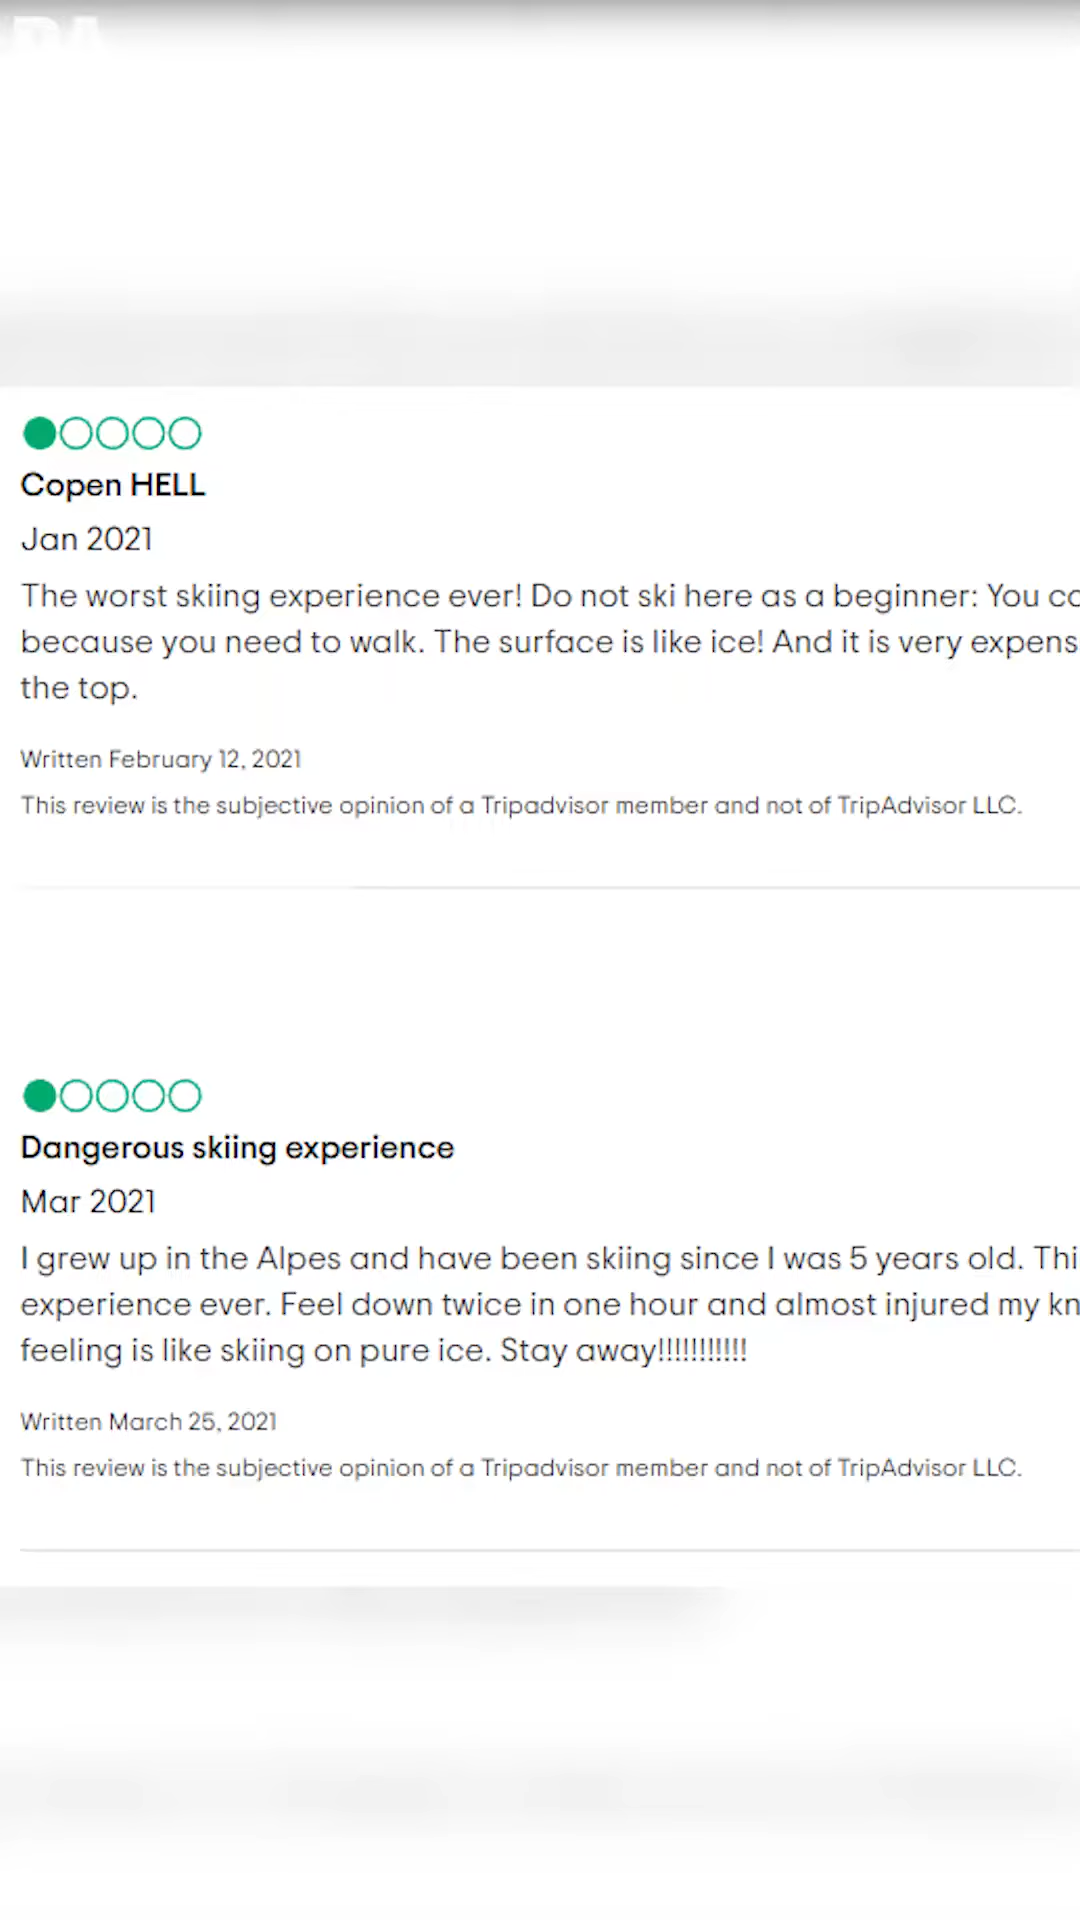 Copen HELL
Jan 2021
The worst skiing experience ever! Do not ski here as a beginner: You
because you need to walk. The surface is like ice! And it is very
the top.
Written February 12, 2021
This review is the subjective opinion of a Tripadvisor member and not of TripAdvisor LLC.
Dangerous skiing experience
Mar 2021
I grew up in the Alpes and have been skiing since I was 5 years old.
experience ever. Feel down twice in one hour and almost injured my
feeling is like skiing on pure ice. Stay away!!!!!!!!!!!
Written March 25, 2021
This review is the subjective opinion of a Tripadvisor member and not of TripAdvisor LLC.